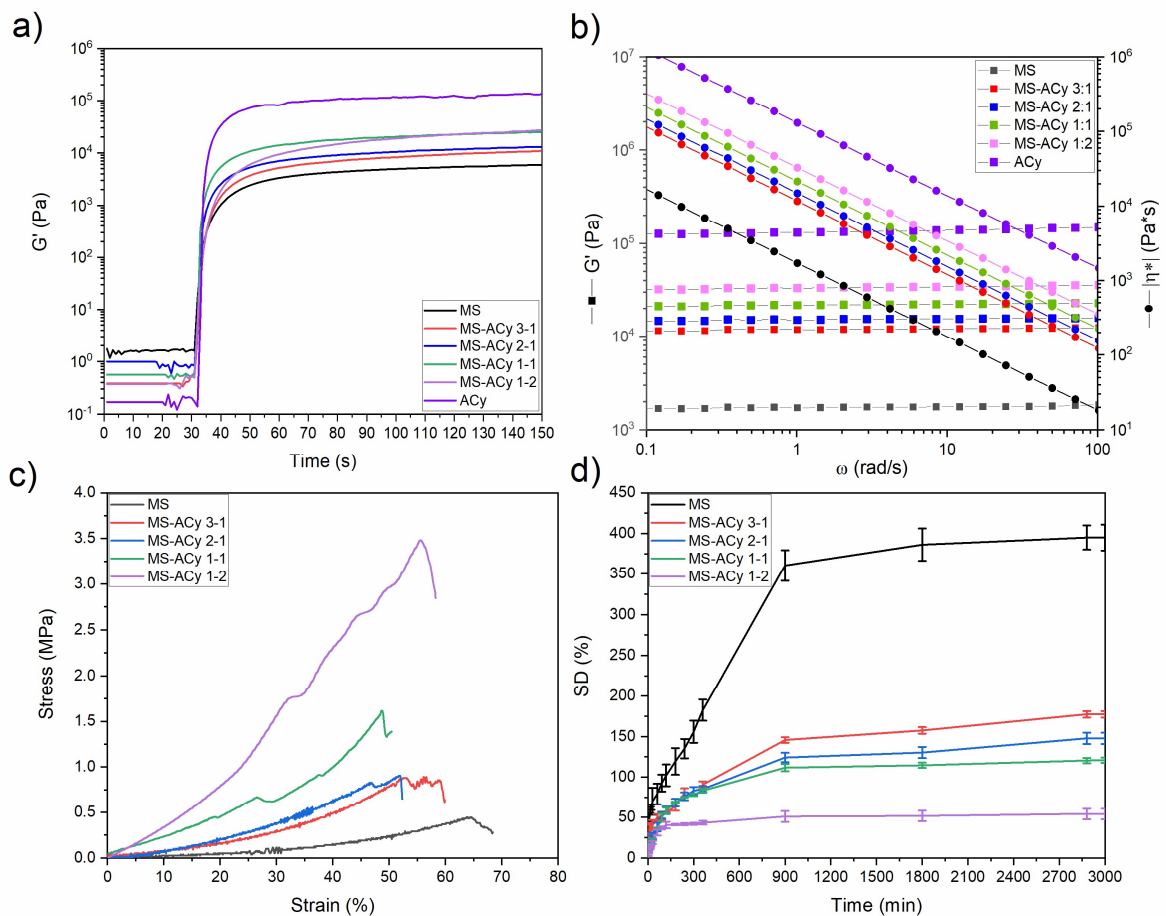 a)
10⁶
10⁵
10⁴
10³
10²
10¹
10⁰
10⁻¹
G' (Pa)
0 10 20 30 40 50 60 70 80 90 100 110 120 130 140 150
Time (s)
MS
MS-ACy 3-1
MS-ACy 2-1
MS-ACy 1-1
MS-ACy 1-2
ACy
b)
10⁷
10⁶
10⁵
10⁴
10³
G' (Pa)
0.1 1 10 100
ω (rad/s)
10⁶
10⁵
10⁴
10³
10²
10¹
|η*| (Pa*s)
MS
MS-ACy 3:1
MS-ACy 2:1
MS-ACy 1:1
MS-ACy 1:2
ACy
c)
4.0
3.5
3.0
2.5
2.0
1.5
1.0
0.5
0.0
Stress (MPa)
0 10 20 30 40 50 60 70 80
Strain (%)
MS
MS-ACy 3-1
MS-ACy 2-1
MS-ACy 1-1
MS-ACy 1-2
d)
450
400
350
300
250
200
150
100
50
0
SD (%)
0 300 600 900 1200 1500 1800 2100 2400 2700 3000
Time (min)
MS
MS-ACy 3-1
MS-ACy 2-1
MS-ACy 1-1
MS-ACy 1-2